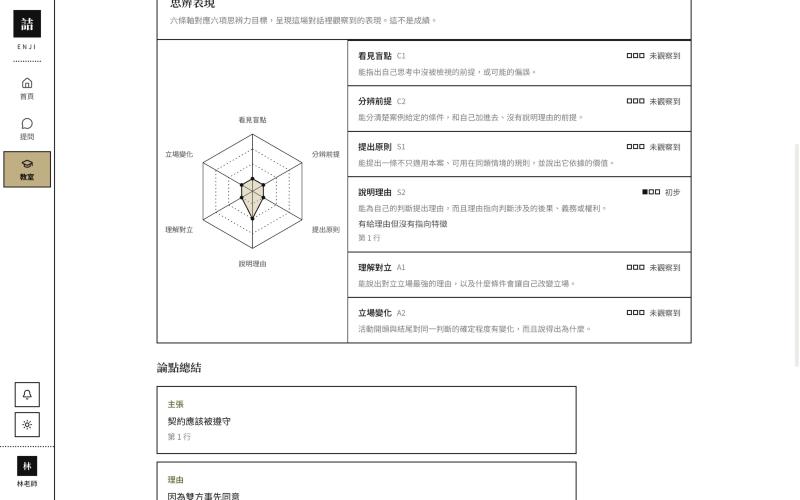 詰
ENJI
首頁
提問
教室
林
林老師
思辨表現
六條軸對應六項思辨力目標，呈現這場對話裡觀察到的表現。這不是成績。
看見盲點
分辨前提
提出原則
說明理由
理解對立
立場變化
看見盲點 C1 未觀察到
能指出自己思考中沒被檢視的前提，或可能的偏誤。
分辨前提 C2 未觀察到
能分清楚案例給定的條件，和自己加進去、沒有說明理由的前提。
提出原則 S1 未觀察到
能提出一條不只適用本案、可用在同類情境的規則，並說出它依據的價值。
說明理由 S2 初步
能為自己的判斷提出理由，而且理由指向判斷涉及的後果、義務或權利。
有給理由但沒有指向特徵
第 1 行
理解對立 A1 未觀察到
能說出對立立場最強的理由，以及什麼條件會讓自己改變立場。
立場變化 A2 未觀察到
活動開頭與結尾對同一判斷的確定程度有變化，而且說得出為什麼。
論點總結
主張
契約應該被遵守
第 1 行
理由
因為雙方事先同意